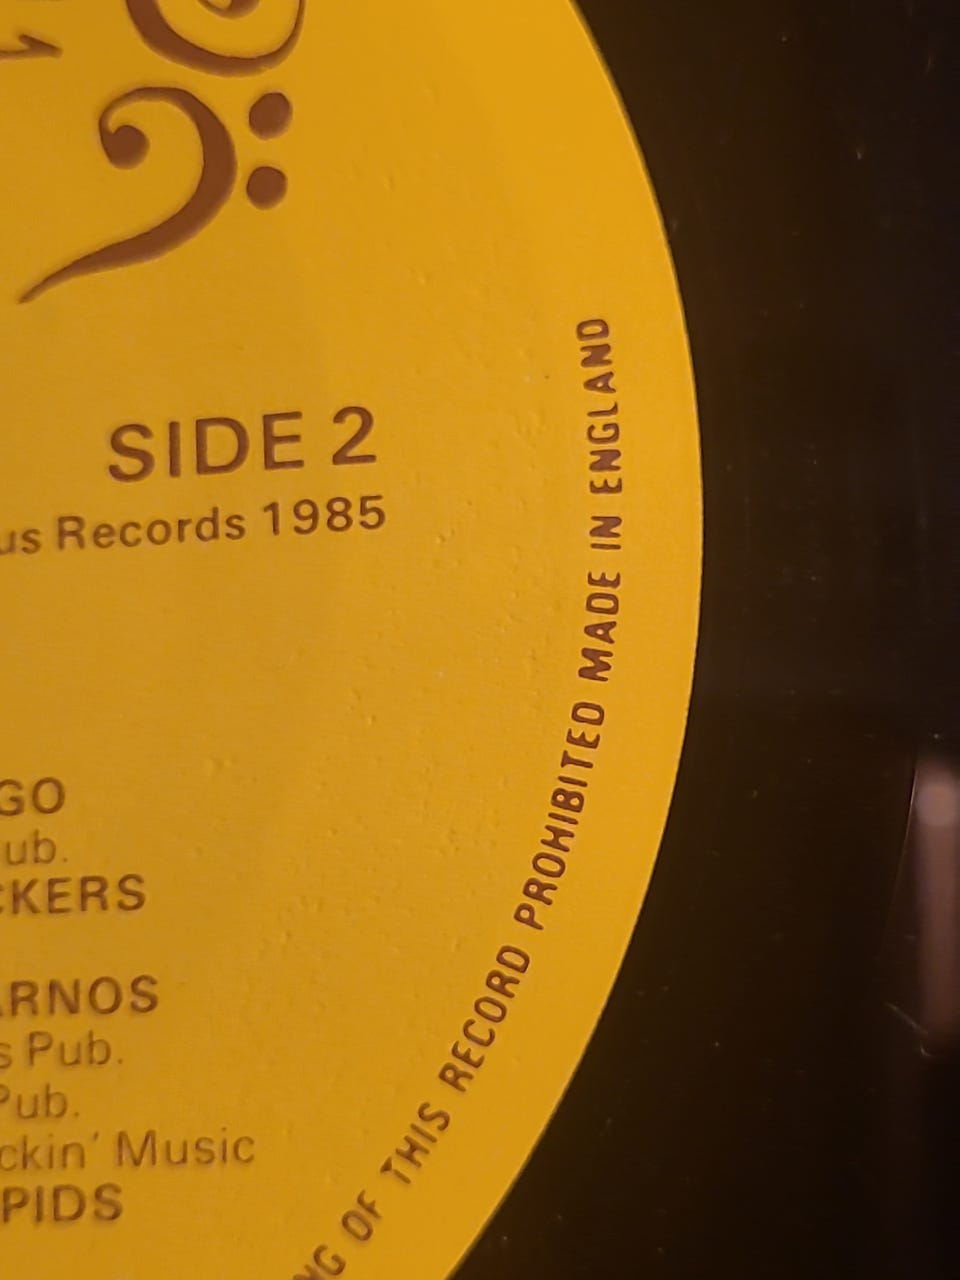 SIDE 2
us Records 1985
GO
ub.
CKERS
ARNOS
s Pub.
Pub.
ckin' Music
PIDS
NG OF THIS RECORD PROHIBITED MADE IN ENGLAND